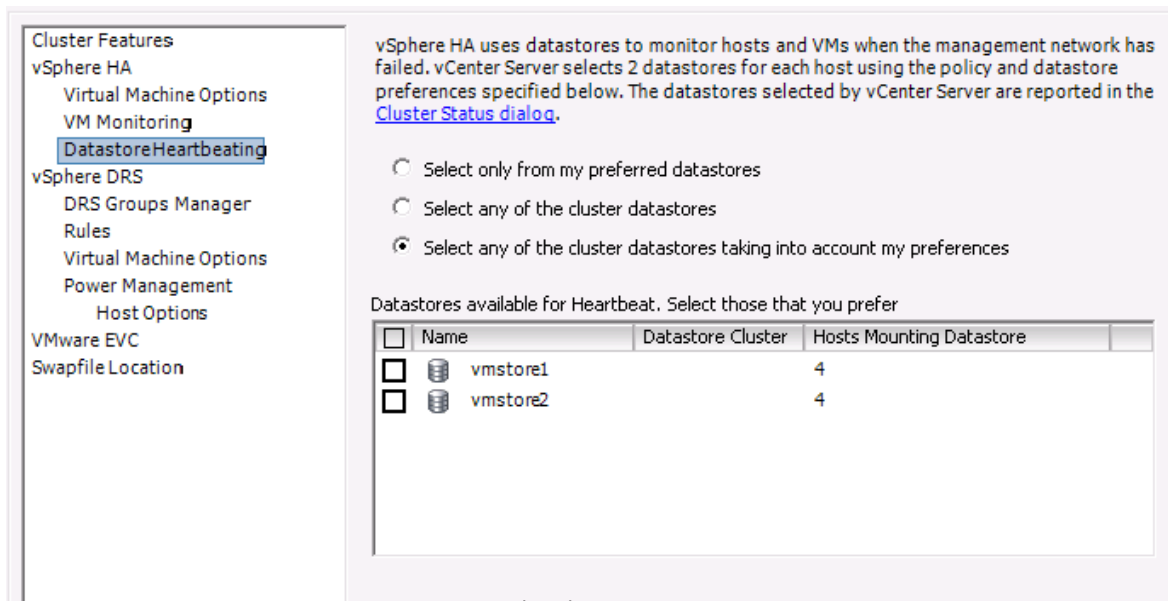 Cluster Features
vSphere HA
Virtual Machine Options
VM Monitoring
DatastoreHeartbeating
vSphere DRS
DRS Groups Manager
Rules
Virtual Machine Options
Power Management
Host Options
VMware EVC
Swapfile Location
vSphere HA uses datastores to monitor hosts and VMs when the management network has
failed. vCenter Server selects 2 datastores for each host using the policy and datastore
preferences specified below. The datastores selected by vCenter Server are reported in the
Cluster Status dialog.
Select only from my preferred datastores
Select any of the cluster datastores
Select any of the cluster datastores taking into account my preferences
Datastores available for Heartbeat. Select those that you prefer
Name Datastore Cluster Hosts Mounting Datastore
vmstore1 4
vmstore2 4